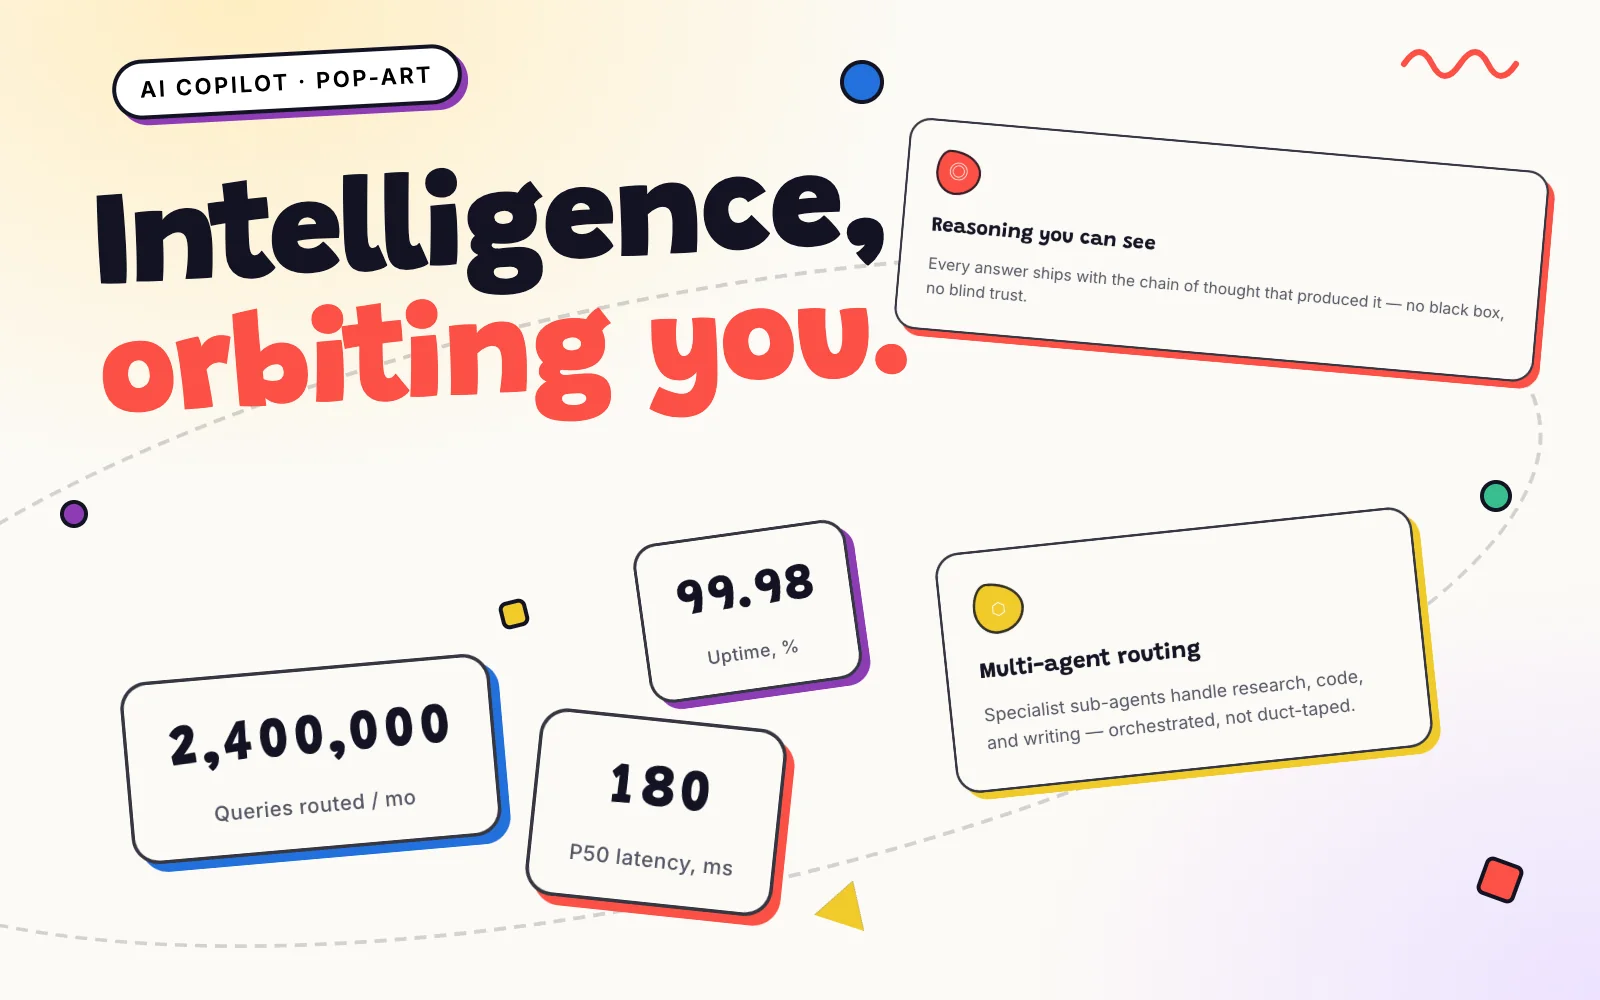 AI COPILOT · POP-ART
Intelligence,
orbiting you.
Reasoning you can see
Every answer ships with the chain of thought that produced it — no black box,
no blind trust.
99.98
Uptime, %
2,400,000
Queries routed / mo
180
P50 latency, ms
Multi-agent routing
Specialist sub-agents handle research, code,
and writing — orchestrated, not duct-taped.